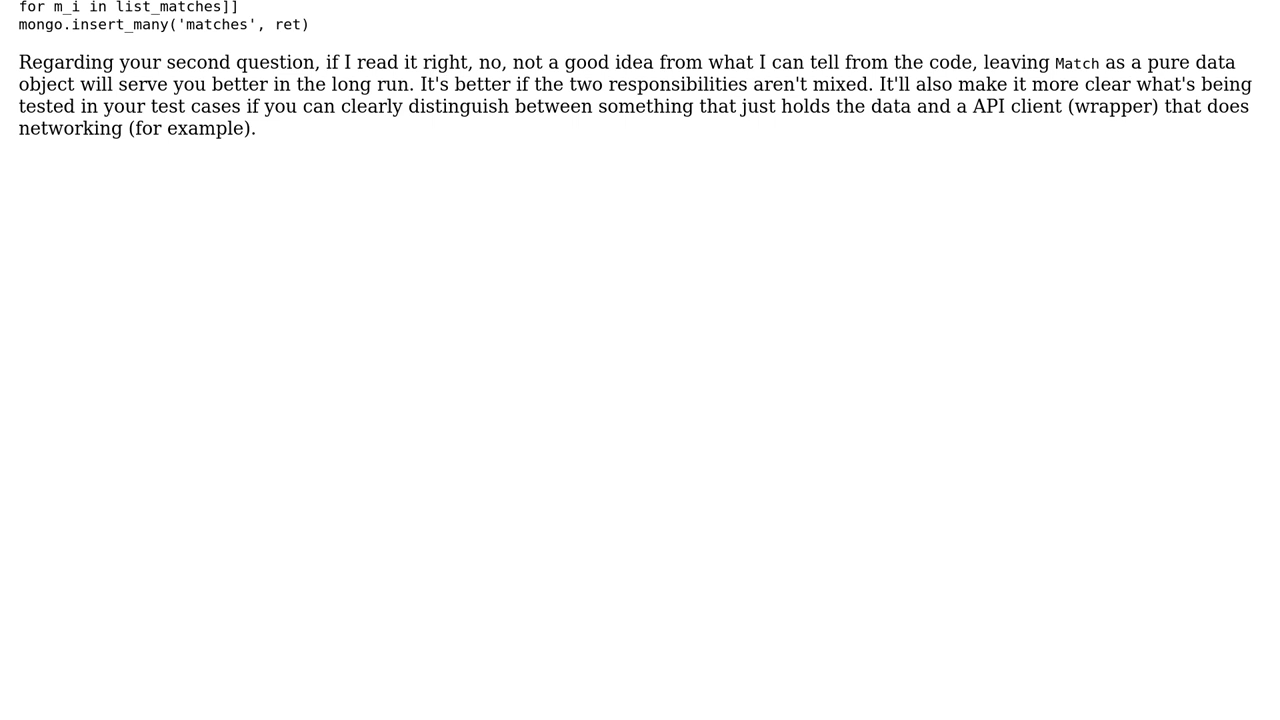 for m_i in list_matches]]
mongo.insert_many('matches', ret)
Regarding your second question, if I read it right, no, not a good idea from what I can tell from the code, leaving Match as a pure data
object will serve you better in the long run. It's better if the two responsibilities aren't mixed. It'll also make it more clear what's being
tested in your test cases if you can clearly distinguish between something that just holds the data and a API client (wrapper) that does
networking (for example).